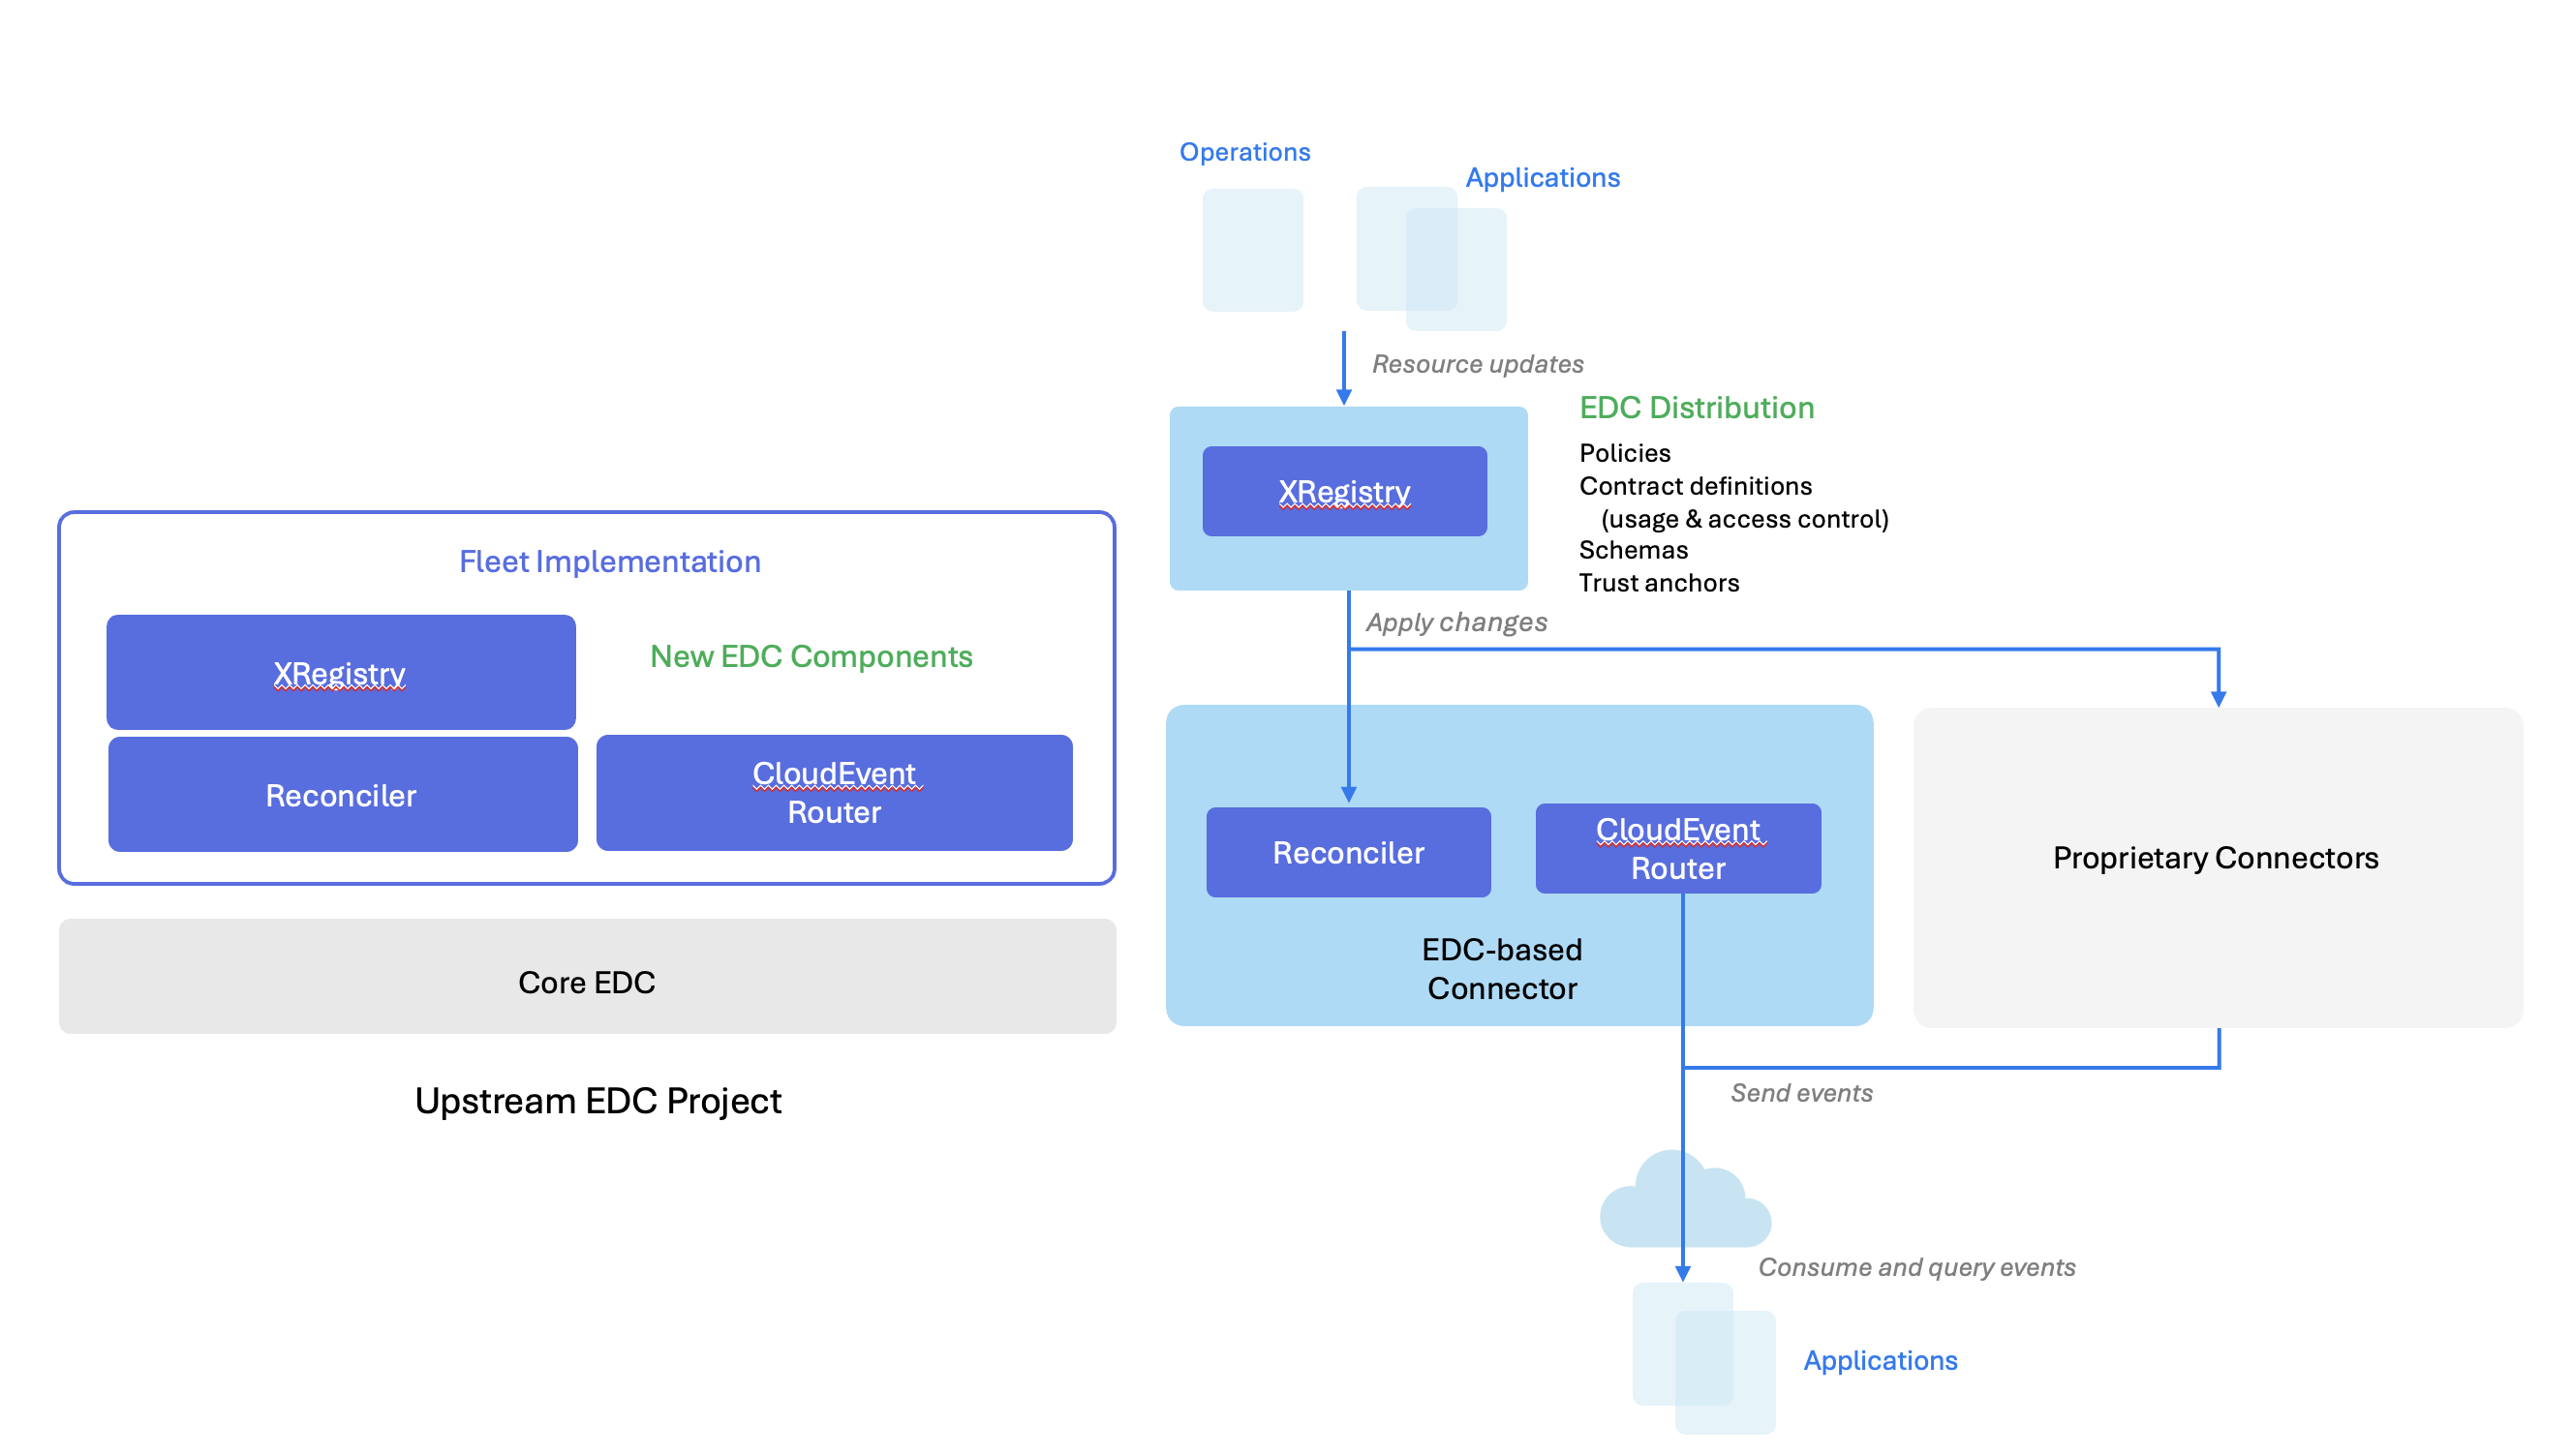 Operations
Applications
Resource updates
EDC Distribution
Policies
Contract definitions
(usage & access control)
Schemas
Trust anchors
XRegistry
Apply changes
Fleet Implementation
XRegistry
New EDC Components
Reconciler
CloudEvent
Router
Core EDC
Upstream EDC Project
Reconciler
CloudEvent
Router
EDC-based
Connector
Proprietary Connectors
Send events
Consume and query events
Applications